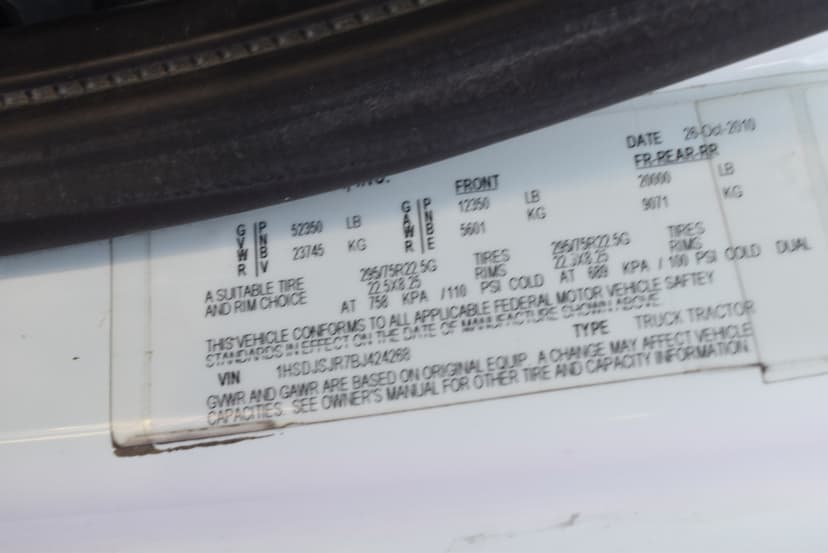 INC.
DATE 26-Oct-2010
FRONT FR-REAR-RR
GVWR PNBV 52350 LB GAWR PNBE 12350 LB 20000 LB
23745 KG 5601 KG 9071 KG
A SUITABLE TIRE 295/75R22.5G TIRES 295/75R22.5G TIRES
AND RIM CHOICE 22.5X8.25 RIMS 22.5X8.25 RIMS
AT 758 KPA /110 PSI COLD AT 689 KPA / 100 PSI COLD DUAL
THIS VEHICLE CONFORMS TO ALL APPLICABLE FEDERAL MOTOR VEHICLE SAFTEY
STANDARDS IN EFFECT ON THE DATE OF MANUFACTURE SHOWN ABOVE.
VIN 1HSDJSJR7BJ424268 TYPE TRUCK TRACTOR
GVWR AND GAWR ARE BASED ON ORIGINAL EQUIP. A CHANGE MAY AFFECT VEHICLE
CAPACITIES. SEE OWNER'S MANUAL FOR OTHER TIRE AND CAPACITY INFORMATION.